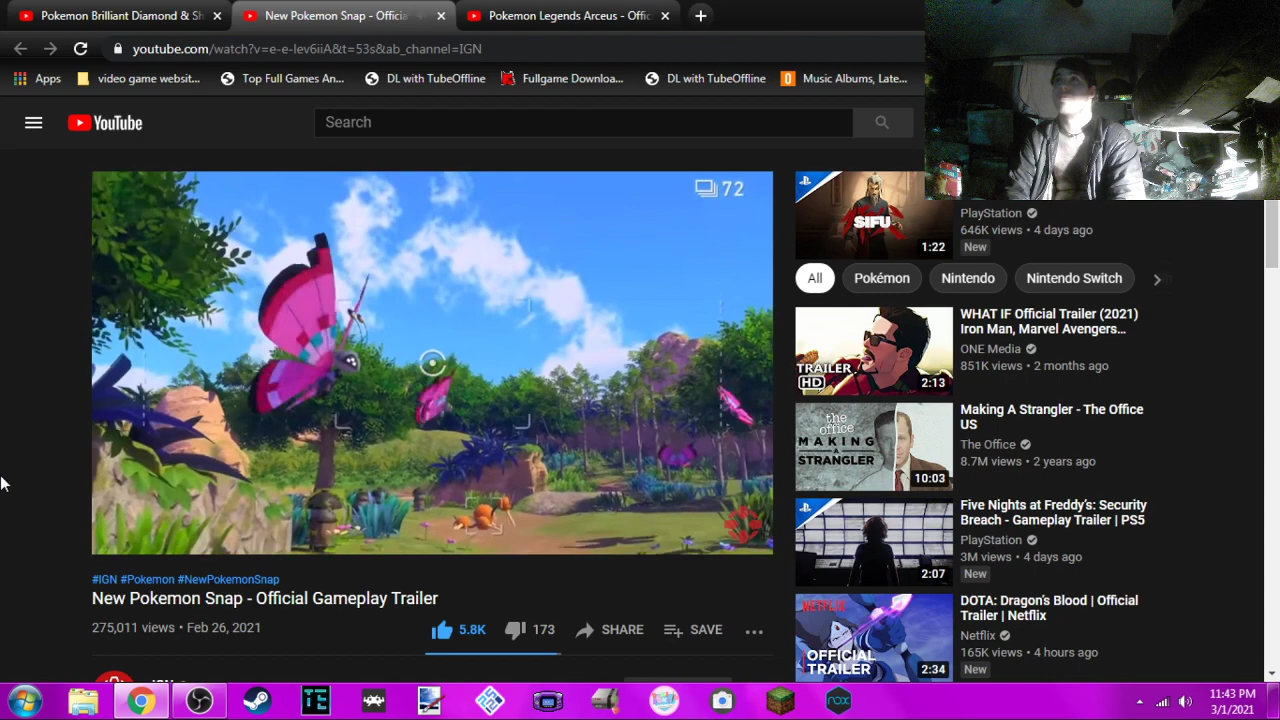 Pokemon Brilliant Diamond & Sh
New Pokemon Snap - Officia
Pokemon Legends Arceus - Offic
youtube.com/watch?v=e-e-Iev6iiA&t=53s&ab_channel=IGN
Apps
video game websit...
Top Full Games An...
DL with TubeOffline
Fullgame Downloa...
DL with TubeOffline
Music Albums, Late...
YouTube
Search
72
SIFU
1:22
PlayStation
646K views • 4 days ago
New
All
Pokémon
Nintendo
Nintendo Switch
TRAILER
HD
2:13
WHAT IF Official Trailer (2021)
Iron Man, Marvel Avengers...
ONE Media
851K views • 2 months ago
the
office
MAKING
A
STRANGLER
10:03
Making A Strangler - The Office
US
The Office
8.7M views • 2 years ago
2:07
Five Nights at Freddy's: Security
Breach - Gameplay Trailer | PS5
PlayStation
3M views • 4 days ago
New
NETFLIX
OFFICIAL
TRAILER
2:34
DOTA: Dragon's Blood | Official
Trailer | Netflix
Netflix
165K views • 4 hours ago
New
#IGN #Pokemon #NewPokemonSnap
New Pokemon Snap - Official Gameplay Trailer
275,011 views • Feb 26, 2021
5.8K
173
SHARE
SAVE
TE
nox
11:43 PM
3/1/2021